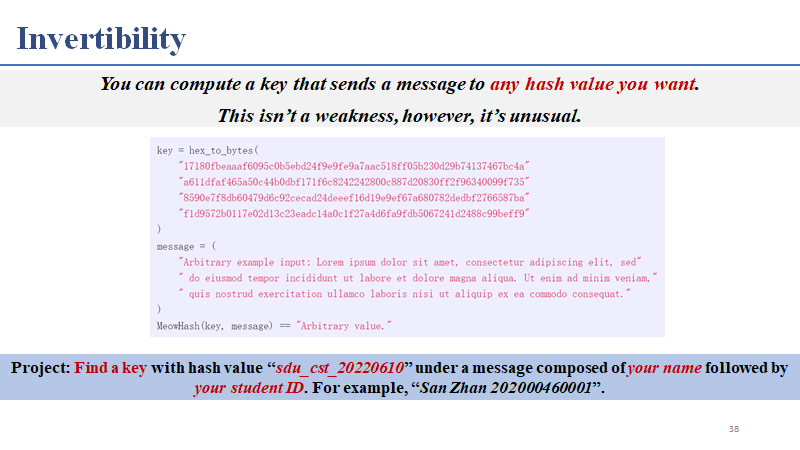 Invertibility
You can compute a key that sends a message to any hash value you want.
This isn't a weakness, however, it's unusual.
key = hex_to_bytes(
"17180fbeaaaf6095c0b5ebd24f9e9fe9a7aac518ff05b230d29b74137467bc4a"
"a611dfaf465a50c44b0dbf171f6c8242242800c887d20830ff2f96340099f735"
"8590e7f8db60479d6c92cecad24deeef16d19e9ef67a680782dedbf2766587ba"
"f1d9572b0117e02d13c23eadc14a0c1f27a4d6fa9fdb5067241d2488c99beff9"
)
message = (
"Arbitrary example input: Lorem ipsum dolor sit amet, consectetur adipiscing elit, sed"
" do eiusmod tempor incididunt ut labore et dolore magna aliqua. Ut enim ad minim veniam,"
" quis nostrud exercitation ullamco laboris nisi ut aliquip ex ea commodo consequat."
)
MeowHash(key, message) == "Arbitrary value."
Project: Find a key with hash value “sdu_cst_20220610” under a message composed of your name followed by
your student ID. For example, “San Zhan 202000460001”.
38